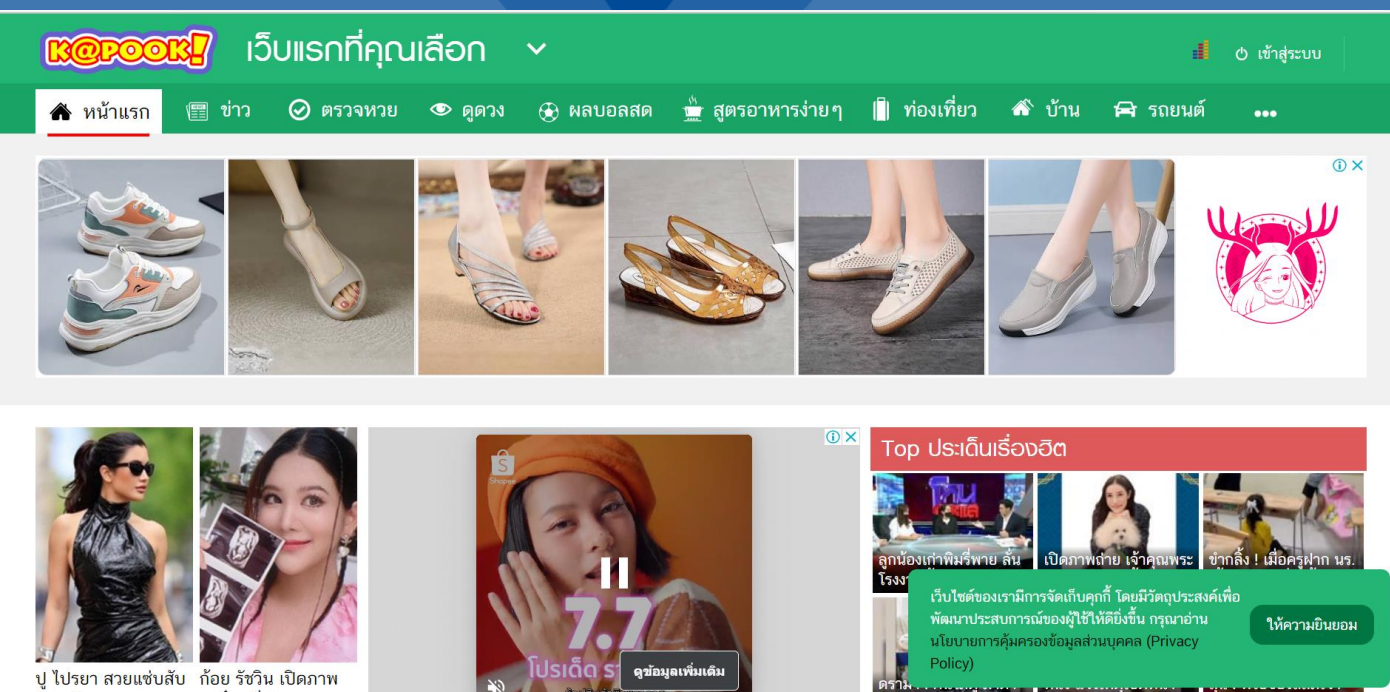 K@POOK!
เว็บแรกที่คุณเลือก
เข้าสู่ระบบ
หน้าแรก
ข่าว
ตรวจหวย
ดูดวง
ผลบอลสด
สูตรอาหารง่ายๆ
ท่องเที่ยว
บ้าน
รถยนต์
ปู ไปรยา สวยแซ่บสับ
ก้อย รัชวิน เปิดภาพ
Shopee
7.7
โปรเด็ด
ดูข้อมูลเพิ่มเติม
Top ประเด็นเรื่องฮิต
ลูกน้องเก่าพิมรี่พาย ลั่น
เปิดภาพถ่าย เจ้าคุณพระ
ขำกลิ้ง ! เมื่อครูฝาก นร.
เว็บไซต์ของเรามีการจัดเก็บคุกกี้ โดยมีวัตถุประสงค์เพื่อ
พัฒนาประสบการณ์ของผู้ใช้ให้ดียิ่งขึ้น กรุณาอ่าน
นโยบายการคุ้มครองข้อมูลส่วนบุคคล (Privacy
Policy)
ให้ความยินยอม